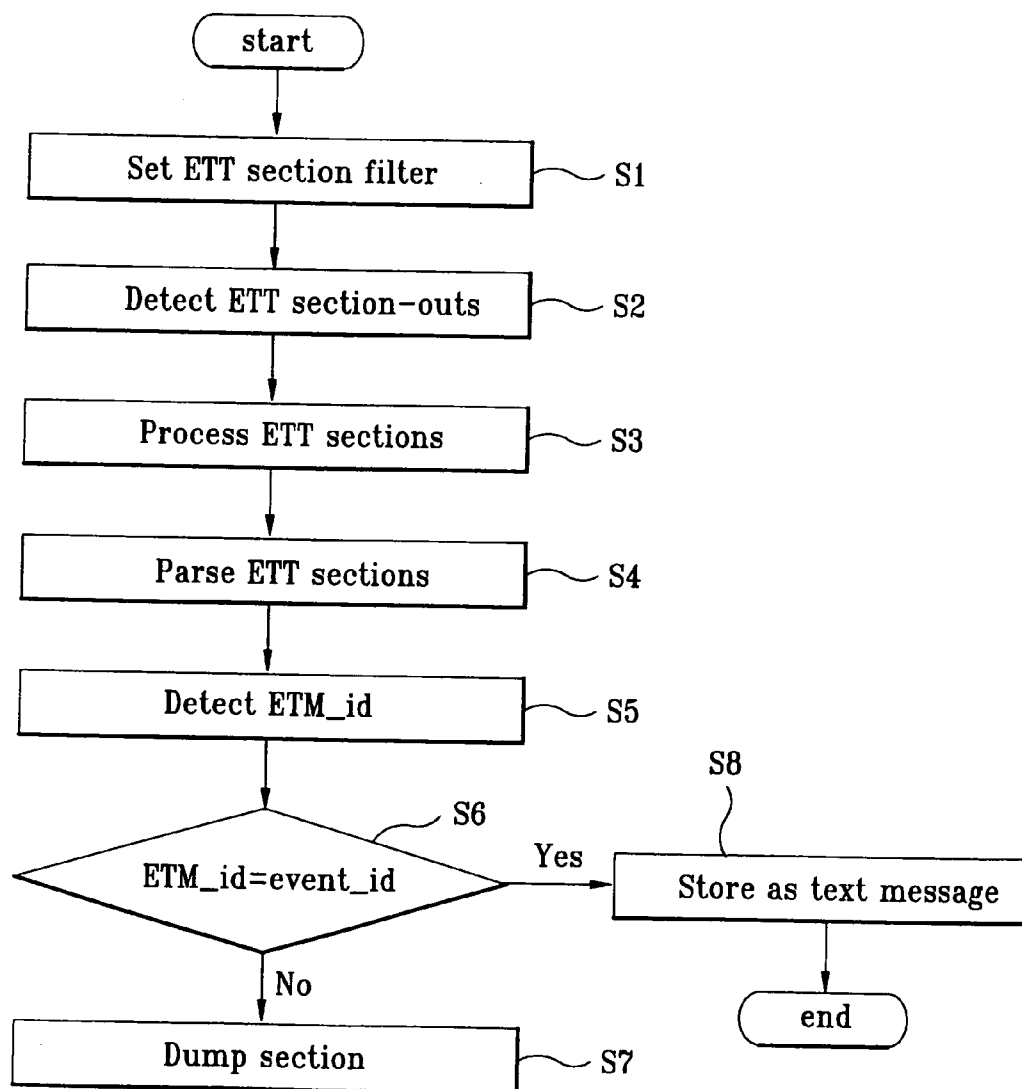 start
Set ETT section filter
S1
Detect ETT section-outs
S2
Process ETT sections
S3
Parse ETT sections
S4
Detect ETM_id
S5
ETM_id=event_id
S6
Yes
S8
Store as text message
end
No
Dump section
S7